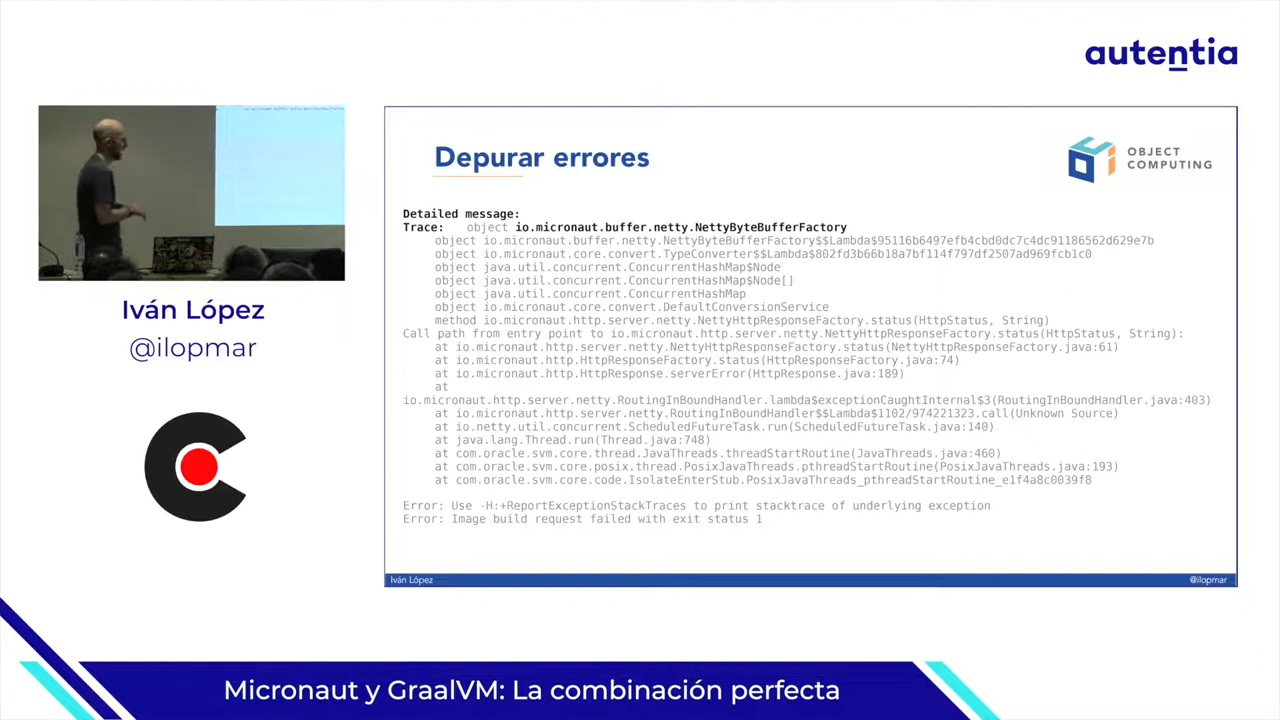 autentia
Depurar errores
OBJECT
COMPUTING
Detailed message:
Trace: object io.micronaut.buffer.netty.NettyByteBufferFactory
object io.micronaut.buffer.netty.NettyByteBufferFactory$$Lambda$95116b6497efb4cbd0dc7c4dc91186562d629e7b
object io.micronaut.core.convert.TypeConverter$$Lambda$802fd3b66b18a7bf114f797df2507ad969fcb1c0
object java.util.concurrent.ConcurrentHashMap$Node
object java.util.concurrent.ConcurrentHashMap$Node[]
object java.util.concurrent.ConcurrentHashMap
object io.micronaut.core.convert.DefaultConversionService
method io.micronaut.http.server.netty.NettyHttpResponseFactory.status(HttpStatus, String)
Call path from entry point to io.micronaut.http.server.netty.NettyHttpResponseFactory.status(HttpStatus, String):
at io.micronaut.http.server.netty.NettyHttpResponseFactory.status(NettyHttpResponseFactory.java:61)
at io.micronaut.http.HttpResponseFactory.status(HttpResponseFactory.java:74)
at io.micronaut.http.HttpResponse.serverError(HttpResponse.java:189)
at
io.micronaut.http.server.netty.RoutingInBoundHandler.lambda$exceptionCaughtInternal$3(RoutingInBoundHandler.java:403)
at io.micronaut.http.server.netty.RoutingInBoundHandler$$Lambda$1102/974221323.call(Unknown Source)
at io.netty.util.concurrent.ScheduledFutureTask.run(ScheduledFutureTask.java:140)
at java.lang.Thread.run(Thread.java:748)
at com.oracle.svm.core.thread.JavaThreads.threadStartRoutine(JavaThreads.java:460)
at com.oracle.svm.core.posix.thread.PosixJavaThreads.pthreadStartRoutine(PosixJavaThreads.java:193)
at com.oracle.svm.core.code.IsolateEnterStub.PosixJavaThreads_pthreadStartRoutine_e1f4a8c0039f8
Error: Use -H:+ReportExceptionStackTraces to print stacktrace of underlying exception
Error: Image build request failed with exit status 1
Iván López
@ilopmar
Iván López
@ilopmar
Micronaut y GraalVM: La combinación perfecta